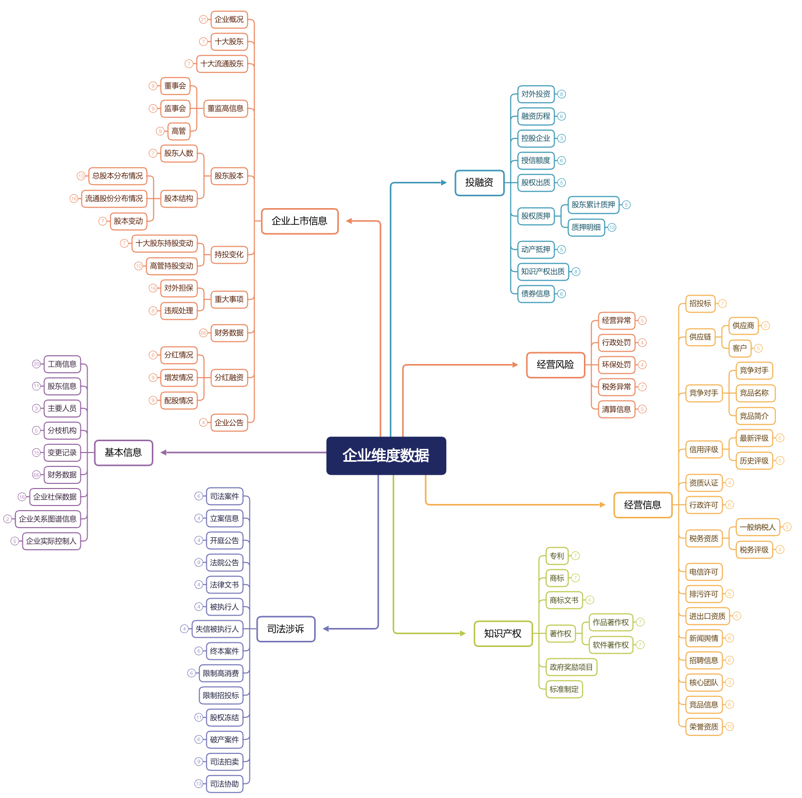 企业维度数据
企业上市信息
企业概况
十大股东
十大流通股东
董监高信息
董事会
监事会
高管
股东股本
股东人数
股本结构
总股本分布情况
流通股份分布情况
股本变动
持投变化
十大股东持股变动
高管持股变动
重大事项
对外担保
违规处理
财务数据
分红融资
分红情况
增发情况
配股情况
企业公告
基本信息
工商信息
股东信息
主要人员
分枝机构
变更记录
财务数据
企业社保数据
企业关系图谱信息
企业实际控制人
司法涉诉
司法案件
立案信息
开庭公告
法院公告
法律文书
被执行人
失信被执行人
终本案件
限制高消费
限制招投标
股权冻结
破产案件
司法拍卖
司法协助
投融资
对外投资
融资历程
控股企业
授信额度
股权出质
股权质押
股东累计质押
质押明细
动产抵押
知识产权出质
债券信息
经营风险
经营异常
行政处罚
环保处罚
税务异常
清算信息
经营信息
招投标
供应链
供应商
客户
竞争对手
竞争对手
竞品名称
竞品简介
信用评级
最新评级
历史评级
资质认证
行政许可
税务资质
一般纳税人
税务评级
电信许可
排污许可
进出口资质
新闻舆情
招聘信息
核心团队
竞品信息
荣誉资质
知识产权
专利
商标
商标文书
著作权
作品著作权
软件著作权
政府奖励项目
标准制定